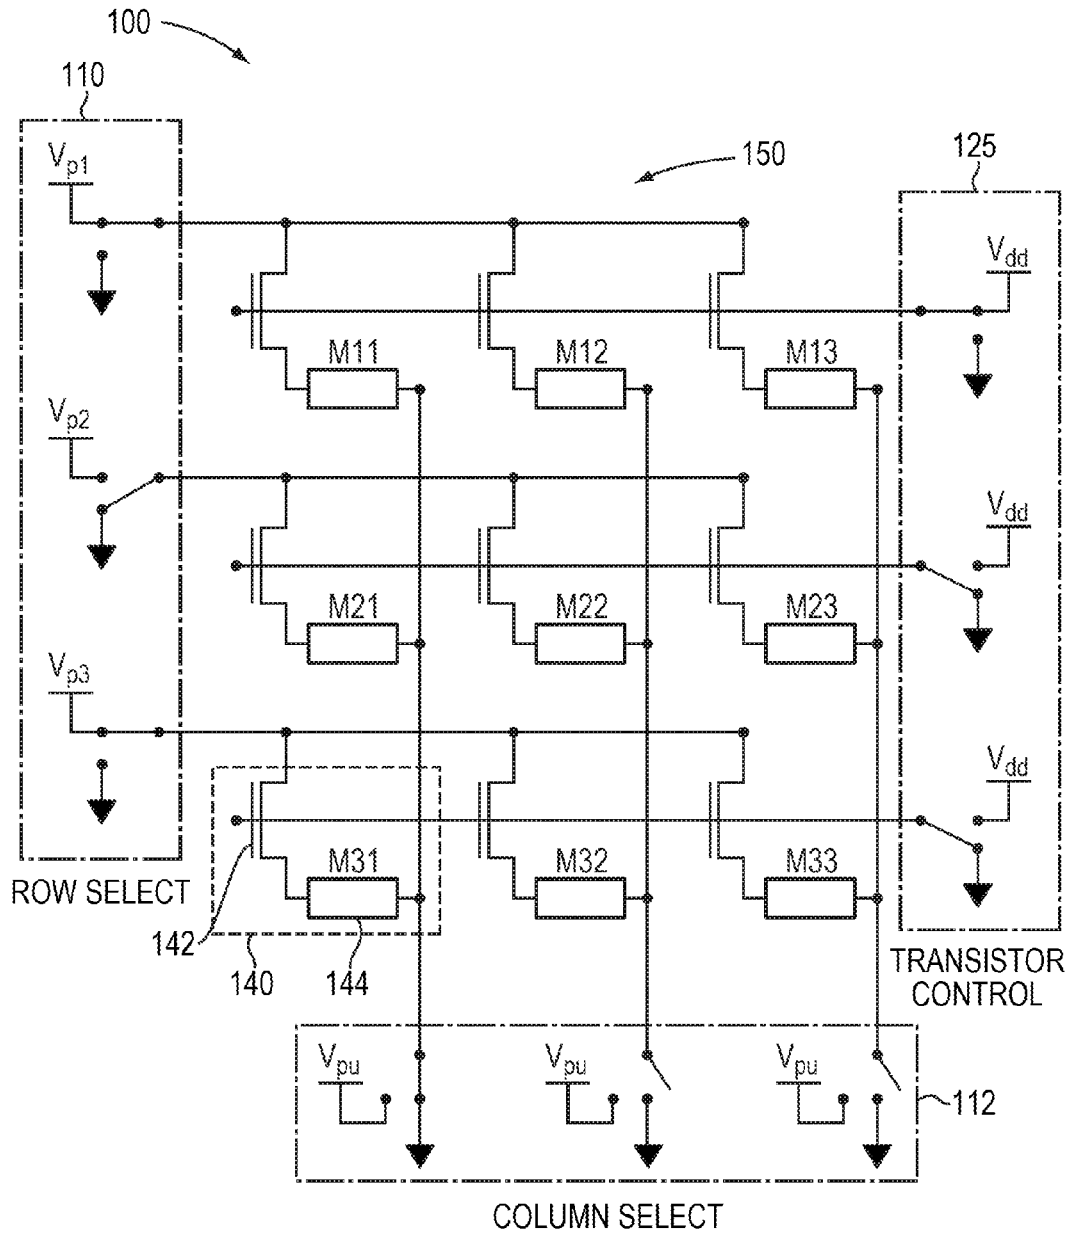 100
110
150
125
Vp1
Vdd
M11 M12 M13
Vp2
Vdd
M21 M22 M23
Vp3
Vdd
M31 M32 M33
ROW SELECT
142
140
144
TRANSISTOR
CONTROL
Vpu Vpu Vpu
112
COLUMN SELECT